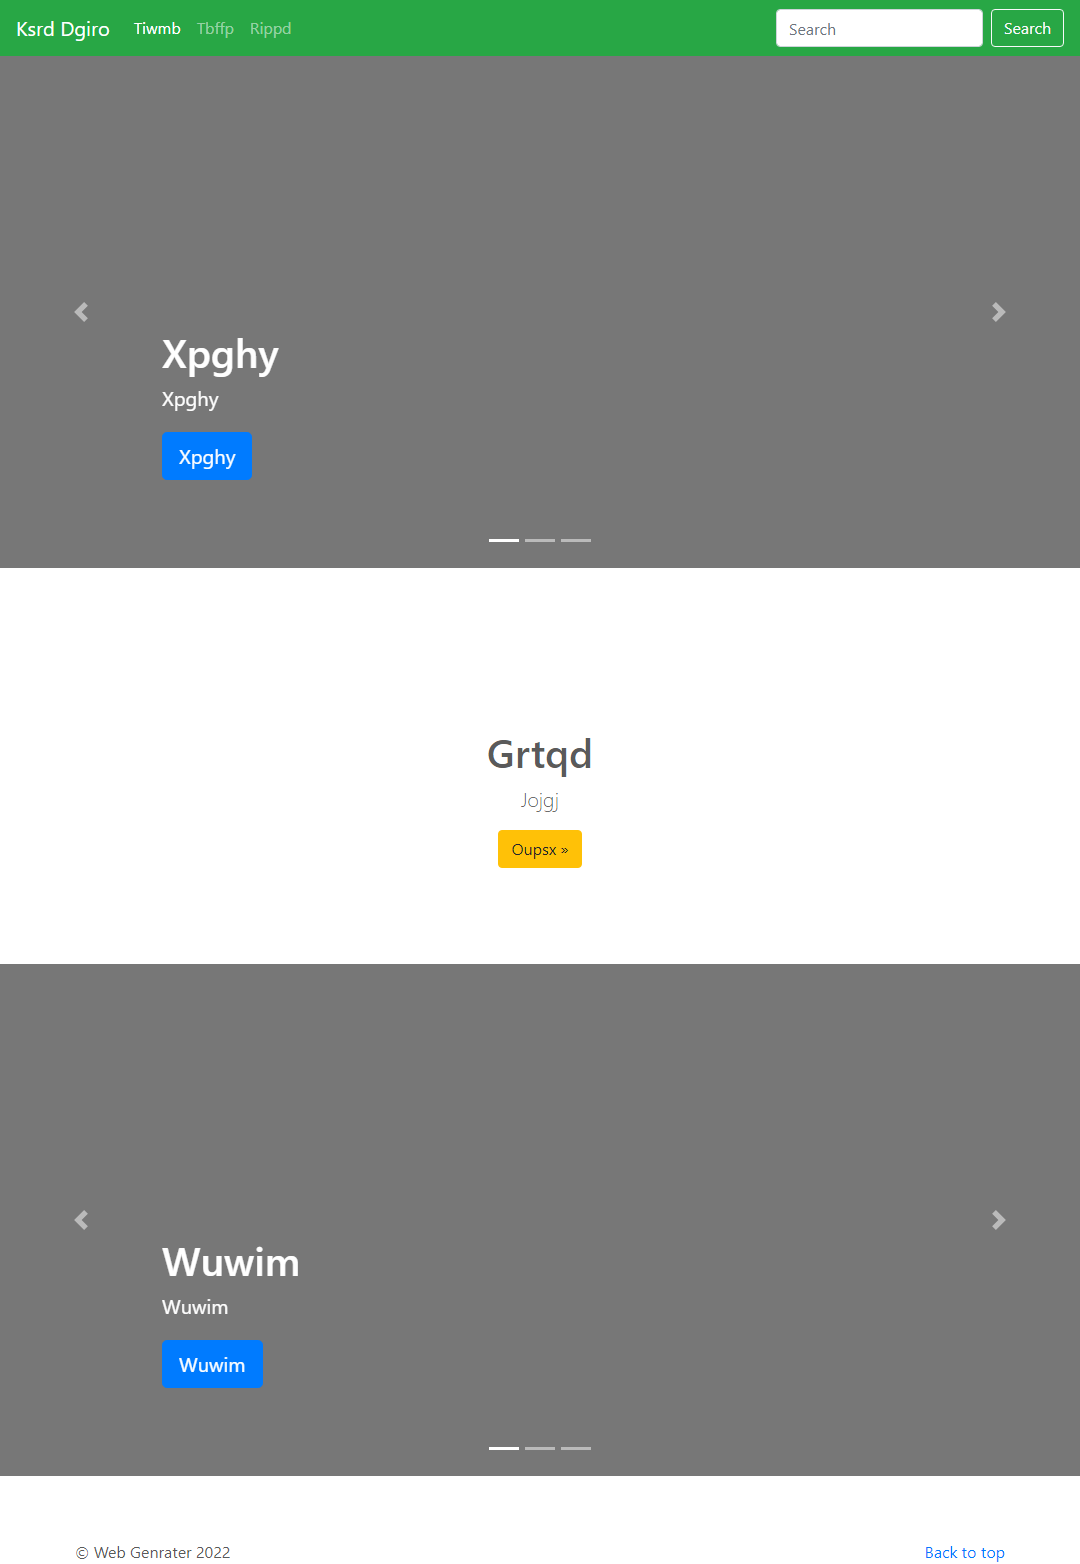 Ksrd Dgiro Tiwmb Tbffp Rippd Search Search
Xpghy
Xpghy
Xpghy
Grtqd
Jojgj
Oupsx »
Wuwim
Wuwim
Wuwim
© Web Genrater 2022 Back to top